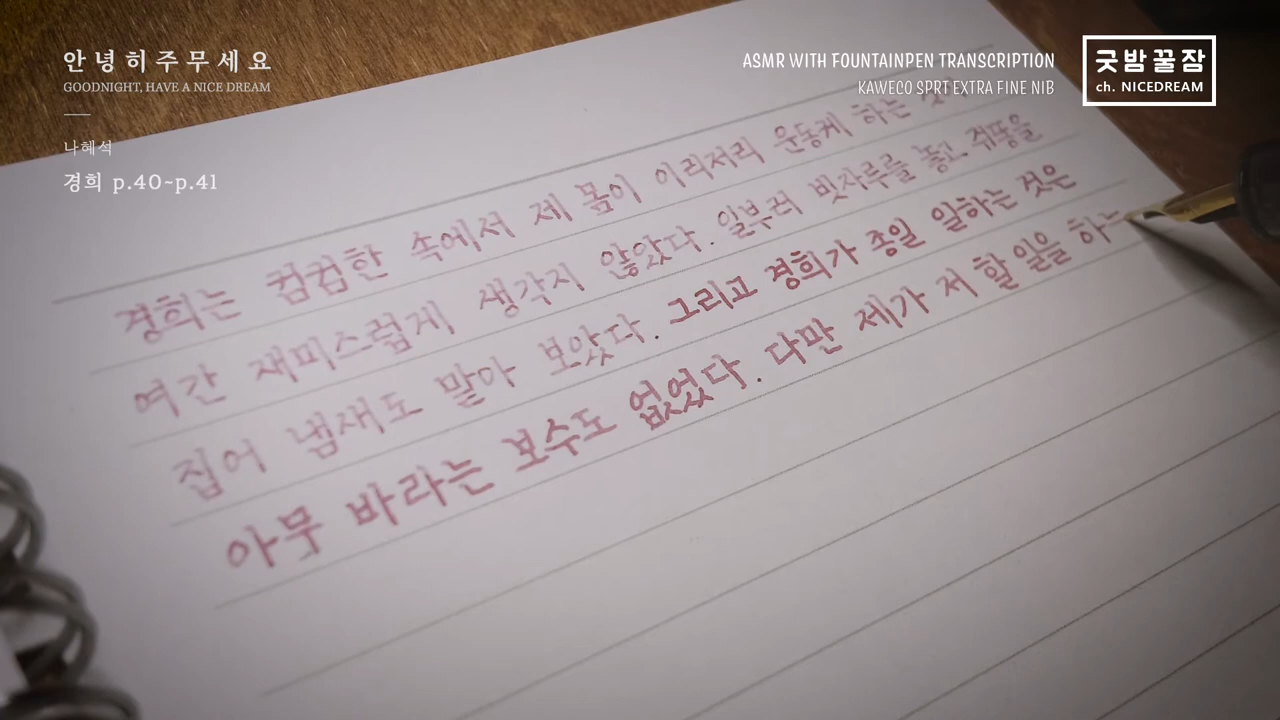 안녕히주무세요
GOODNIGHT, HAVE A NICE DREAM
나혜석
경희 p.40~p.41
ASMR WITH FOUNTAINPEN TRANSCRIPTION
KAWECO SPRT EXTRA FINE NIB
굿밤꿀잠
ch. NICEDREAM
경희는 컴컴한 속에서 제 몸이 이리저리 운동케 하는 것이
여간 재미스럽게 생각지 않았다. 일부러 빗자루를 놓고 쥐똥을
집어 냄새도 맡아 보았다. 그리고 경희가 종일 일하는 것은
아무 바라는 보수도 없었다. 다만 제가 저 할 일을 하는